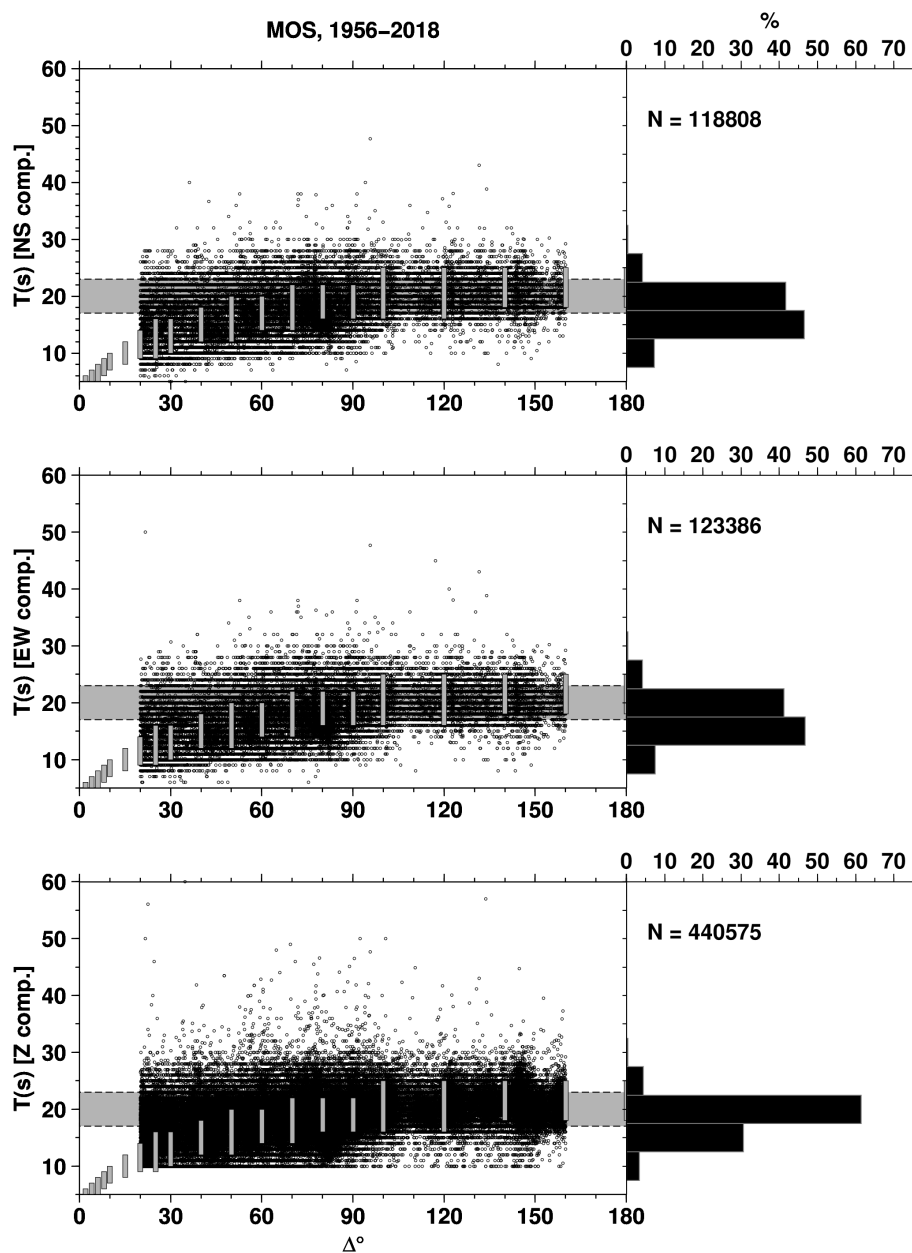 MOS, 1956–2018
%
0 10 20 30 40 50 60 70
60
50
40
30
20
10
T(s) [NS comp.]
N = 118808
0 30 60 90 120 150 180
0 10 20 30 40 50 60 70
60
50
40
30
20
10
T(s) [EW comp.]
N = 123386
0 30 60 90 120 150 180
0 10 20 30 40 50 60 70
60
50
40
30
20
10
T(s) [Z comp.]
N = 440575
0 30 60 90 120 150 180
Δ°